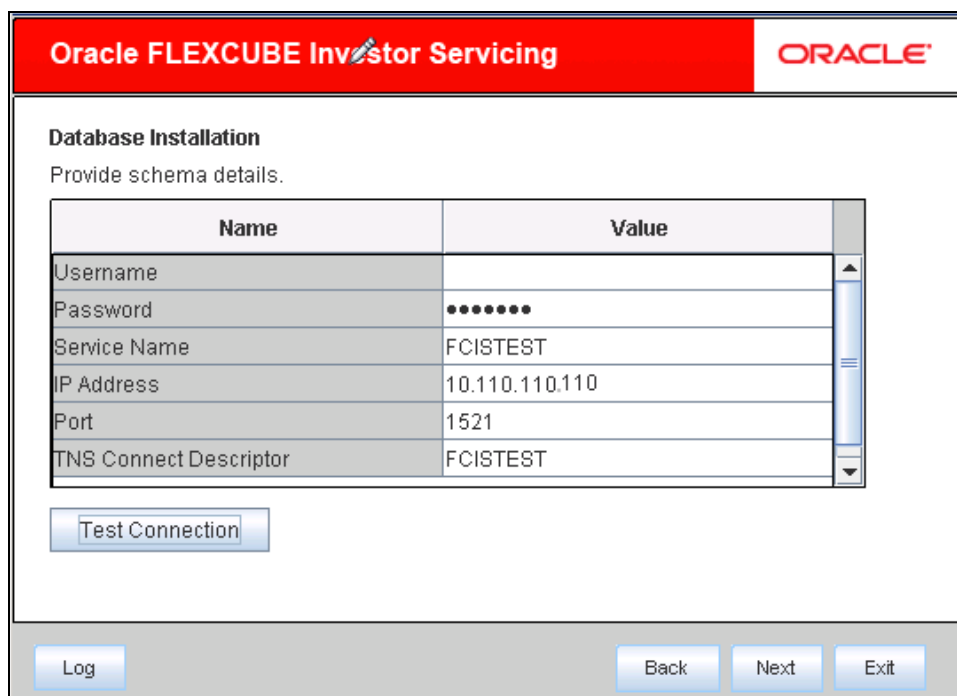 Oracle FLEXCUBE Investor Servicing
ORACLE
Database Installation
Provide schema details.
Name Value
Username
Password •••••••
Service Name FCISTEST
IP Address 10.110.110.110
Port 1521
TNS Connect Descriptor FCISTEST
Test Connection
Log Back Next Exit